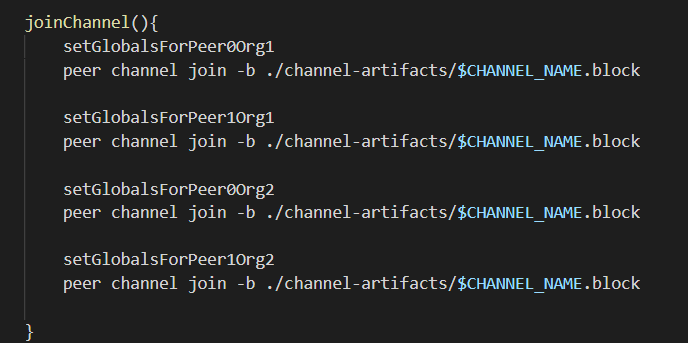 joinChannel(){
setGlobalsForPeer0Org1
peer channel join -b ./channel-artifacts/$CHANNEL_NAME.block
setGlobalsForPeer1Org1
peer channel join -b ./channel-artifacts/$CHANNEL_NAME.block
setGlobalsForPeer0Org2
peer channel join -b ./channel-artifacts/$CHANNEL_NAME.block
setGlobalsForPeer1Org2
peer channel join -b ./channel-artifacts/$CHANNEL_NAME.block
}